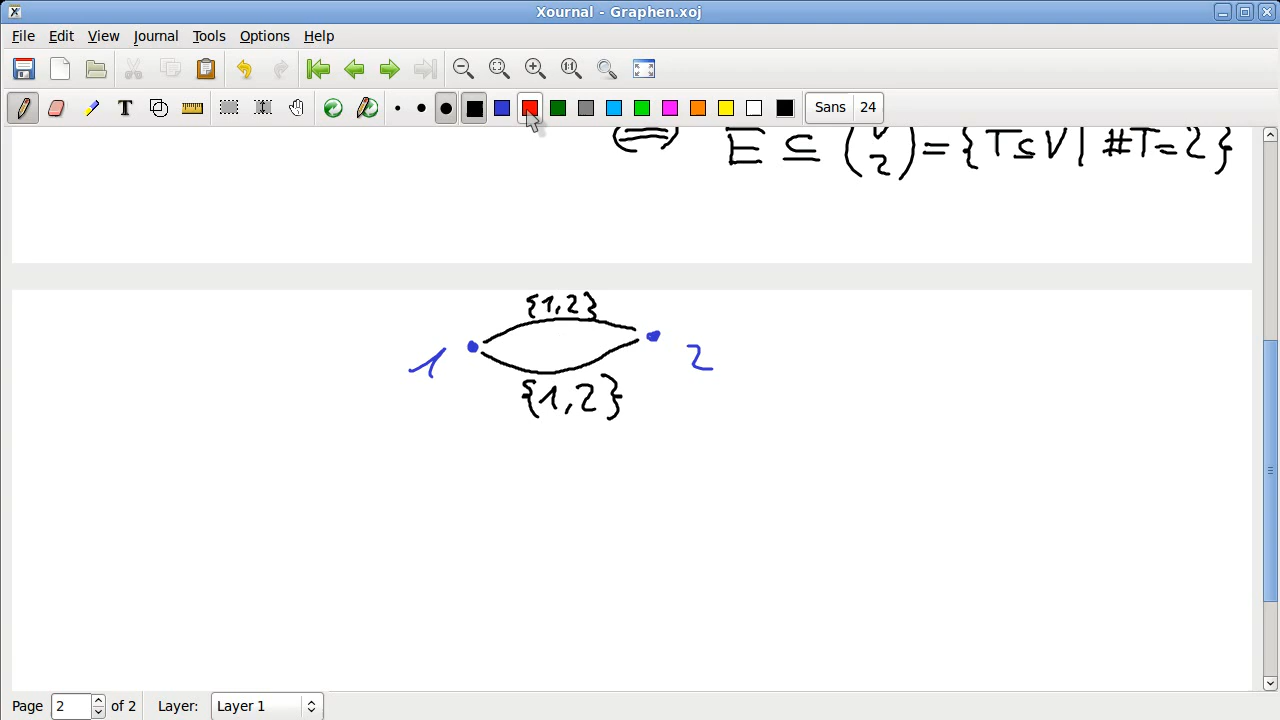 Xournal - Graphen.xoj
File Edit View Journal Tools Options Help
T Sans 24
⟺ E ⊆ (V 2) = {T⊆V | #T=2}
{1,2}
1 2
{1,2}
Page 2 of 2 Layer: Layer 1